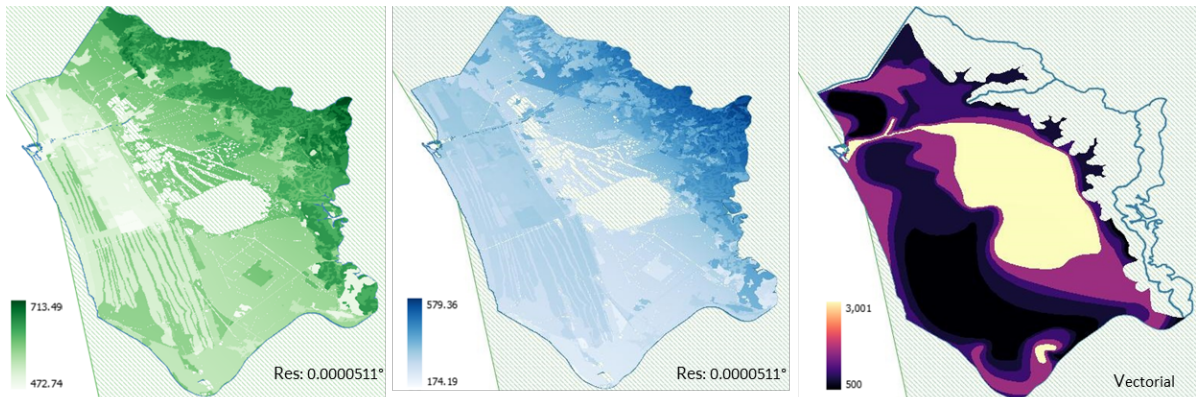 713.49
472.74
Res: 0.0000511°
579.36
174.19
Res: 0.0000511°
3,001
500
Vectorial